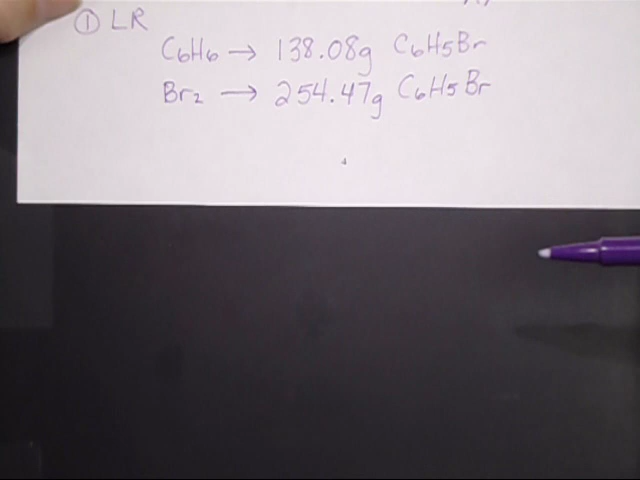 ① LR
C₆H₆ → 138.08g C₆H₅Br
Br₂ → 254.47g C₆H₅Br